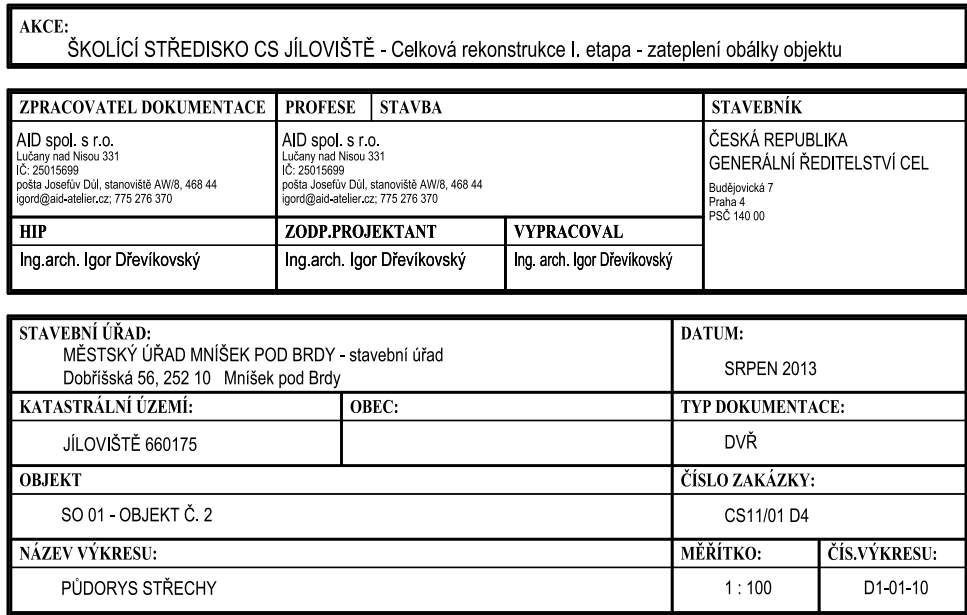 AKCE:
ŠKOLÍCÍ STŘEDISKO CS JÍLOVIŠTĚ - Celková rekonstrukce I. etapa - zateplení obálky objektu
ZPRACOVATEL DOKUMENTACE
AID spol. s r.o.
Lučany nad Nisou 331
IČ: 25015699
pošta Josefův Důl, stanoviště AW/8, 468 44
igord@aid-atelier.cz; 775 276 370
PROFESE STAVBA
AID spol. s r.o.
Lučany nad Nisou 331
IČ: 25015699
pošta Josefův Důl, stanoviště AW/8, 468 44
igord@aid-atelier.cz; 775 276 370
STAVEBNÍK
ČESKÁ REPUBLIKA
GENERÁLNÍ ŘEDITELSTVÍ CEL
Budějovická 7
Praha 4
PSČ 140 00
HIP
Ing.arch. Igor Dřevíkovský
ZODP.PROJEKTANT
Ing.arch. Igor Dřevíkovský
VYPRACOVAL
Ing. arch. Igor Dřevíkovský
STAVEBNÍ ÚŘAD:
MĚSTSKÝ ÚŘAD MNÍŠEK POD BRDY - stavební úřad
Dobříšská 56, 252 10 Mníšek pod Brdy
DATUM:
SRPEN 2013
KATASTRÁLNÍ ÚZEMÍ:
JÍLOVIŠTĚ 660175
OBEC:
TYP DOKUMENTACE:
DVŘ
OBJEKT
SO 01 - OBJEKT Č. 2
ČÍSLO ZAKÁZKY:
CS11/01 D4
NÁZEV VÝKRESU:
PŮDORYS STŘECHY
MĚŘÍTKO:
1 : 100
ČÍS.VÝKRESU:
D1-01-10